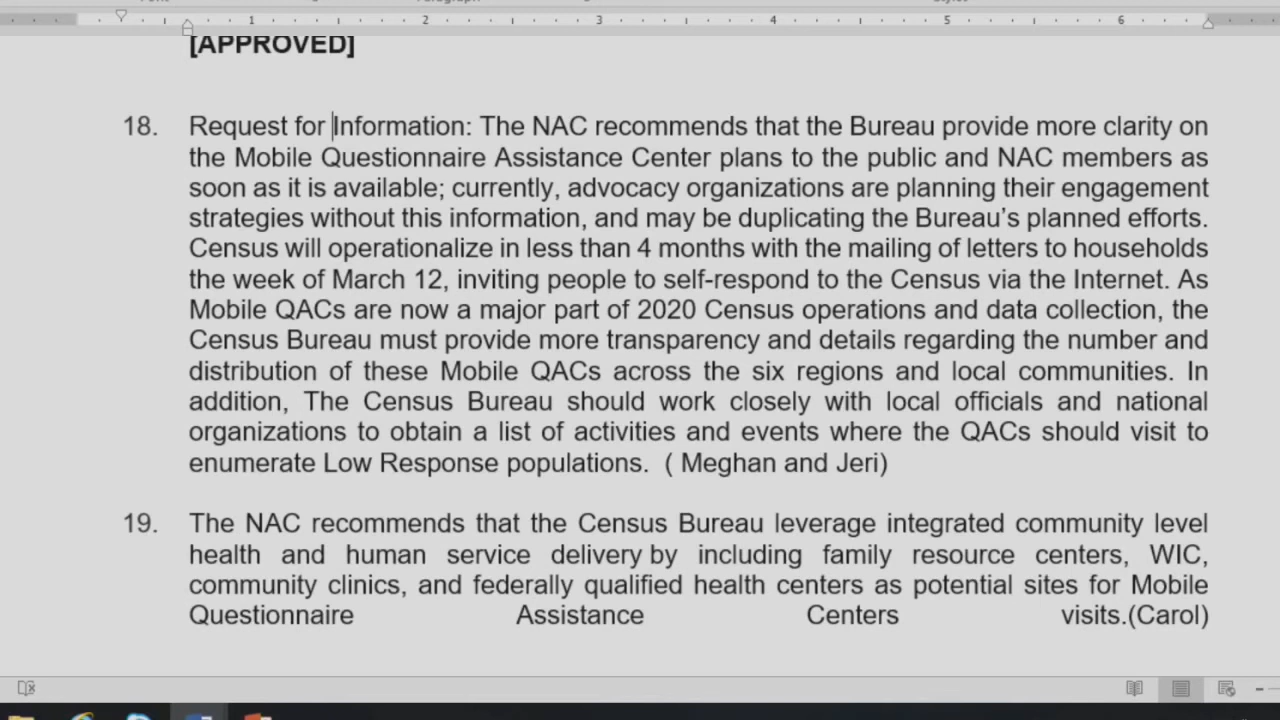 1 2 3 4 5 6
[APPROVED]
18. Request for Information: The NAC recommends that the Bureau provide more clarity on
the Mobile Questionnaire Assistance Center plans to the public and NAC members as
soon as it is available; currently, advocacy organizations are planning their engagement
strategies without this information, and may be duplicating the Bureau's planned efforts.
Census will operationalize in less than 4 months with the mailing of letters to households
the week of March 12, inviting people to self-respond to the Census via the Internet. As
Mobile QACs are now a major part of 2020 Census operations and data collection, the
Census Bureau must provide more transparency and details regarding the number and
distribution of these Mobile QACs across the six regions and local communities. In
addition, The Census Bureau should work closely with local officials and national
organizations to obtain a list of activities and events where the QACs should visit to
enumerate Low Response populations. ( Meghan and Jeri)
19. The NAC recommends that the Census Bureau leverage integrated community level
health and human service delivery by including family resource centers, WIC,
community clinics, and federally qualified health centers as potential sites for Mobile
Questionnaire Assistance Centers visits.(Carol)